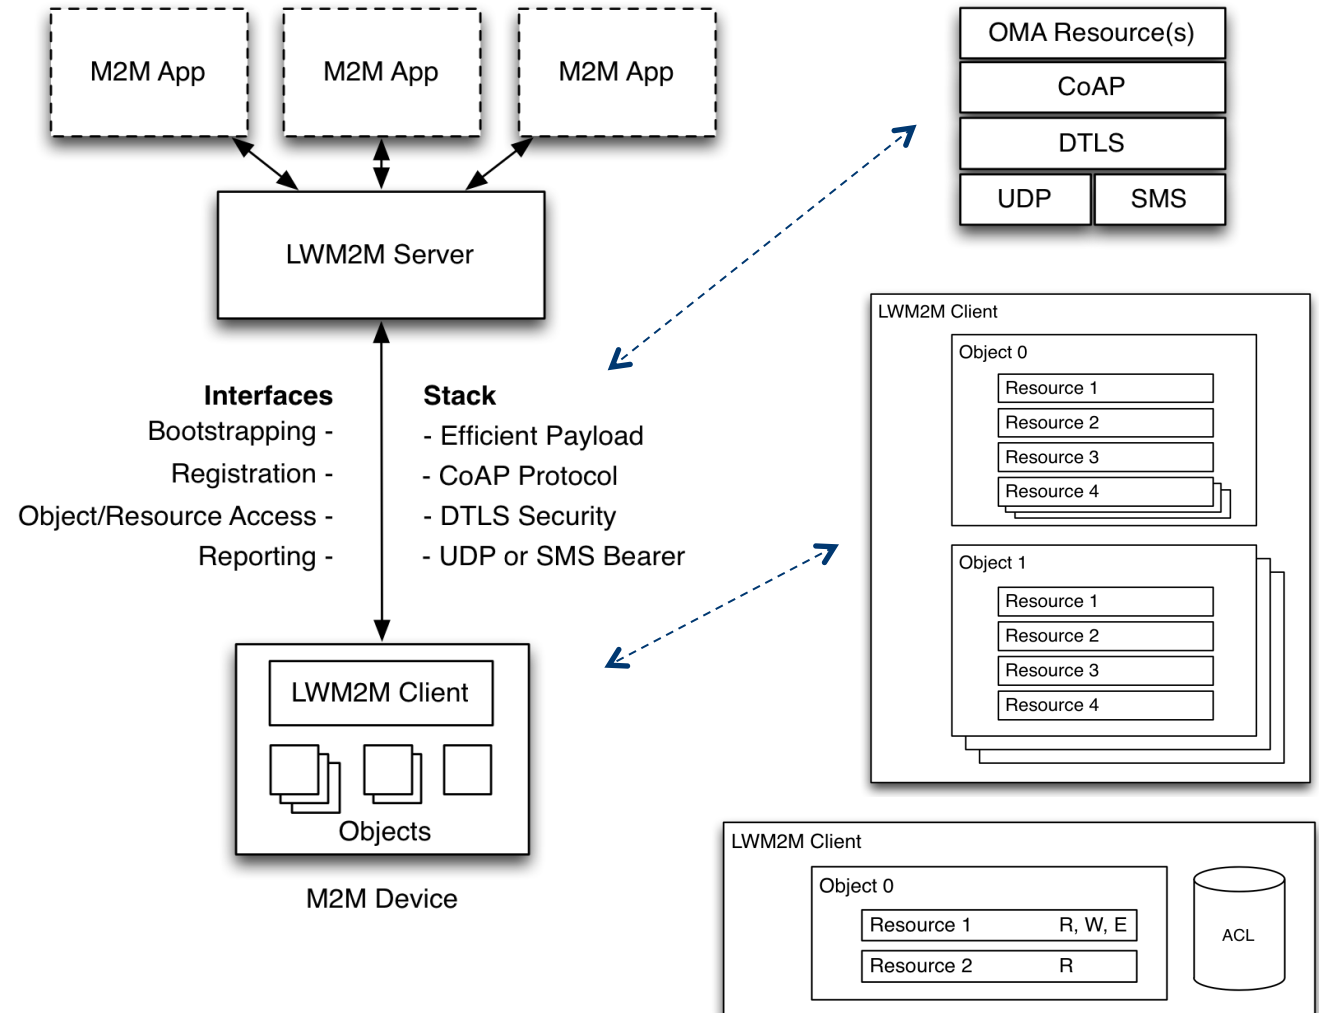 M2M App
M2M App
M2M App
LWM2M Server
Interfaces
Bootstrapping -
Registration -
Object/Resource Access -
Reporting -
Stack
- Efficient Payload
- CoAP Protocol
- DTLS Security
- UDP or SMS Bearer
LWM2M Client
Objects
M2M Device
OMA Resource(s)
CoAP
DTLS
UDP
SMS
LWM2M Client
Object 0
Resource 1
Resource 2
Resource 3
Resource 4
Object 1
Resource 1
Resource 2
Resource 3
Resource 4
LWM2M Client
Object 0
Resource 1 R, W, E
Resource 2 R
ACL